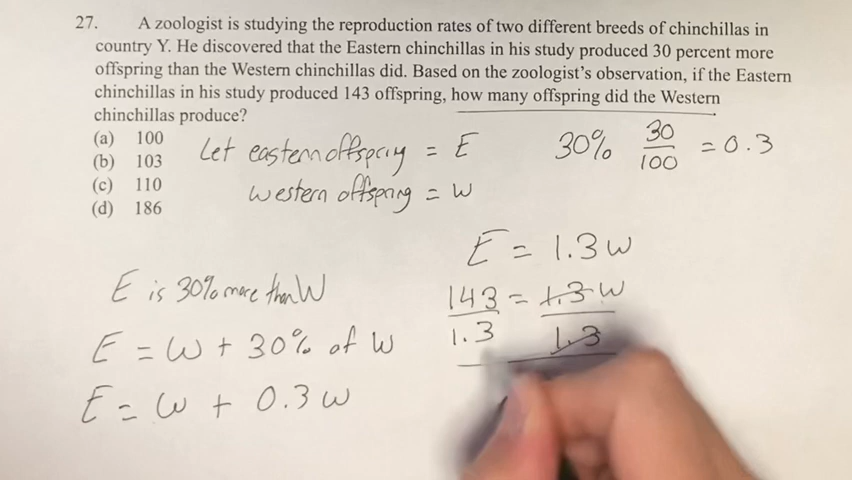 27. A zoologist is studying the reproduction rates of two different breeds of chinchillas in
country Y. He discovered that the Eastern chinchillas in his study produced 30 percent more
offspring than the Western chinchillas did. Based on the zoologist's observation, if the Eastern
chinchillas in his study produced 143 offspring, how many offspring did the Western
chinchillas produce?
(a) 100
(b) 103
(c) 110
(d) 186
Let eastern offspring = E
western offspring = W
30% 30/100 = 0.3
E is 30% more than W
E = W + 30% of W
E = W + 0.3 W
E = 1.3 W
143 = 1.3 W
1.3 1.3